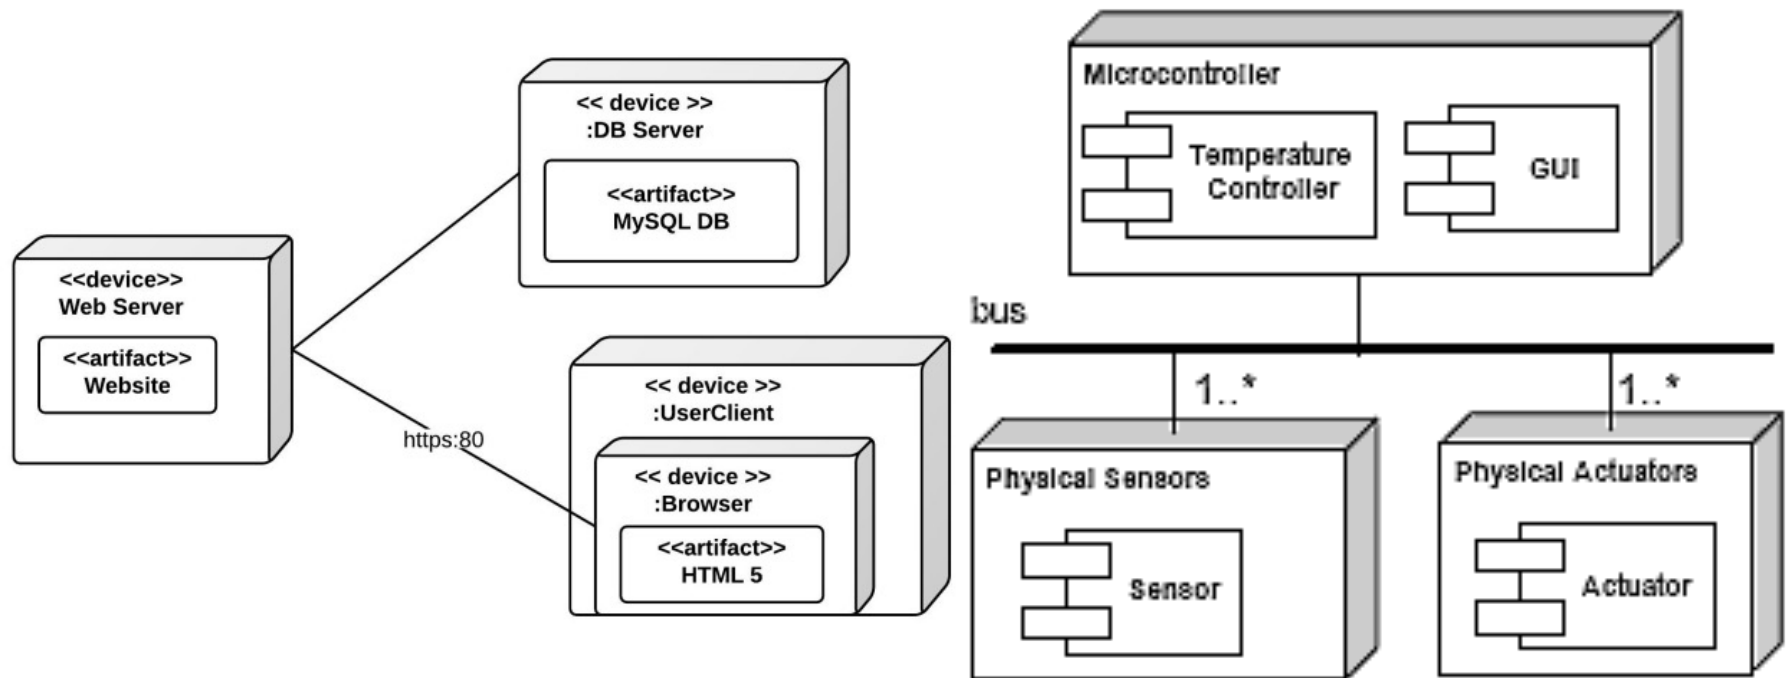 << device >>
:DB Server
<<artifact>>
MySQL DB
<<device>>
Web Server
<<artifact>>
Website
https:80
<< device >>
:UserClient
<< device >>
:Browser
<<artifact>>
HTML 5
Microcontroller
Temperature
Controller
GUI
bus
1..*
1..*
Physical Sensors
Sensor
Physical Actuators
Actuator